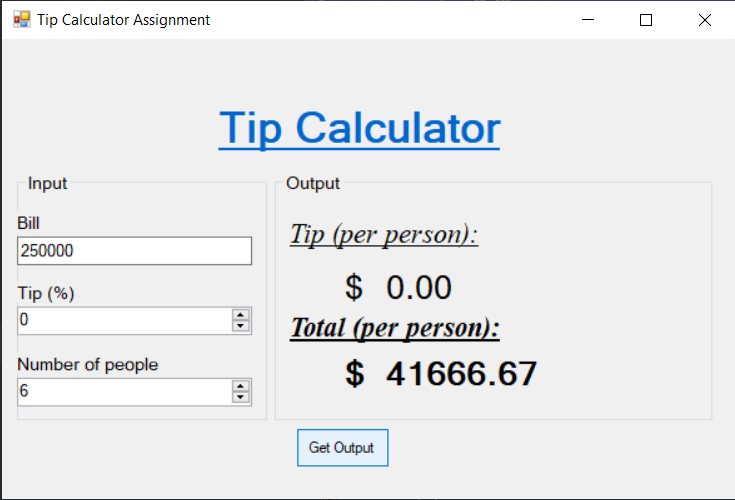 Tip Calculator Assignment
Tip Calculator
Input
Bill
250000
Tip (%)
0
Number of people
6
Output
Tip (per person):
$ 0.00
Total (per person):
$ 41666.67
Get Output